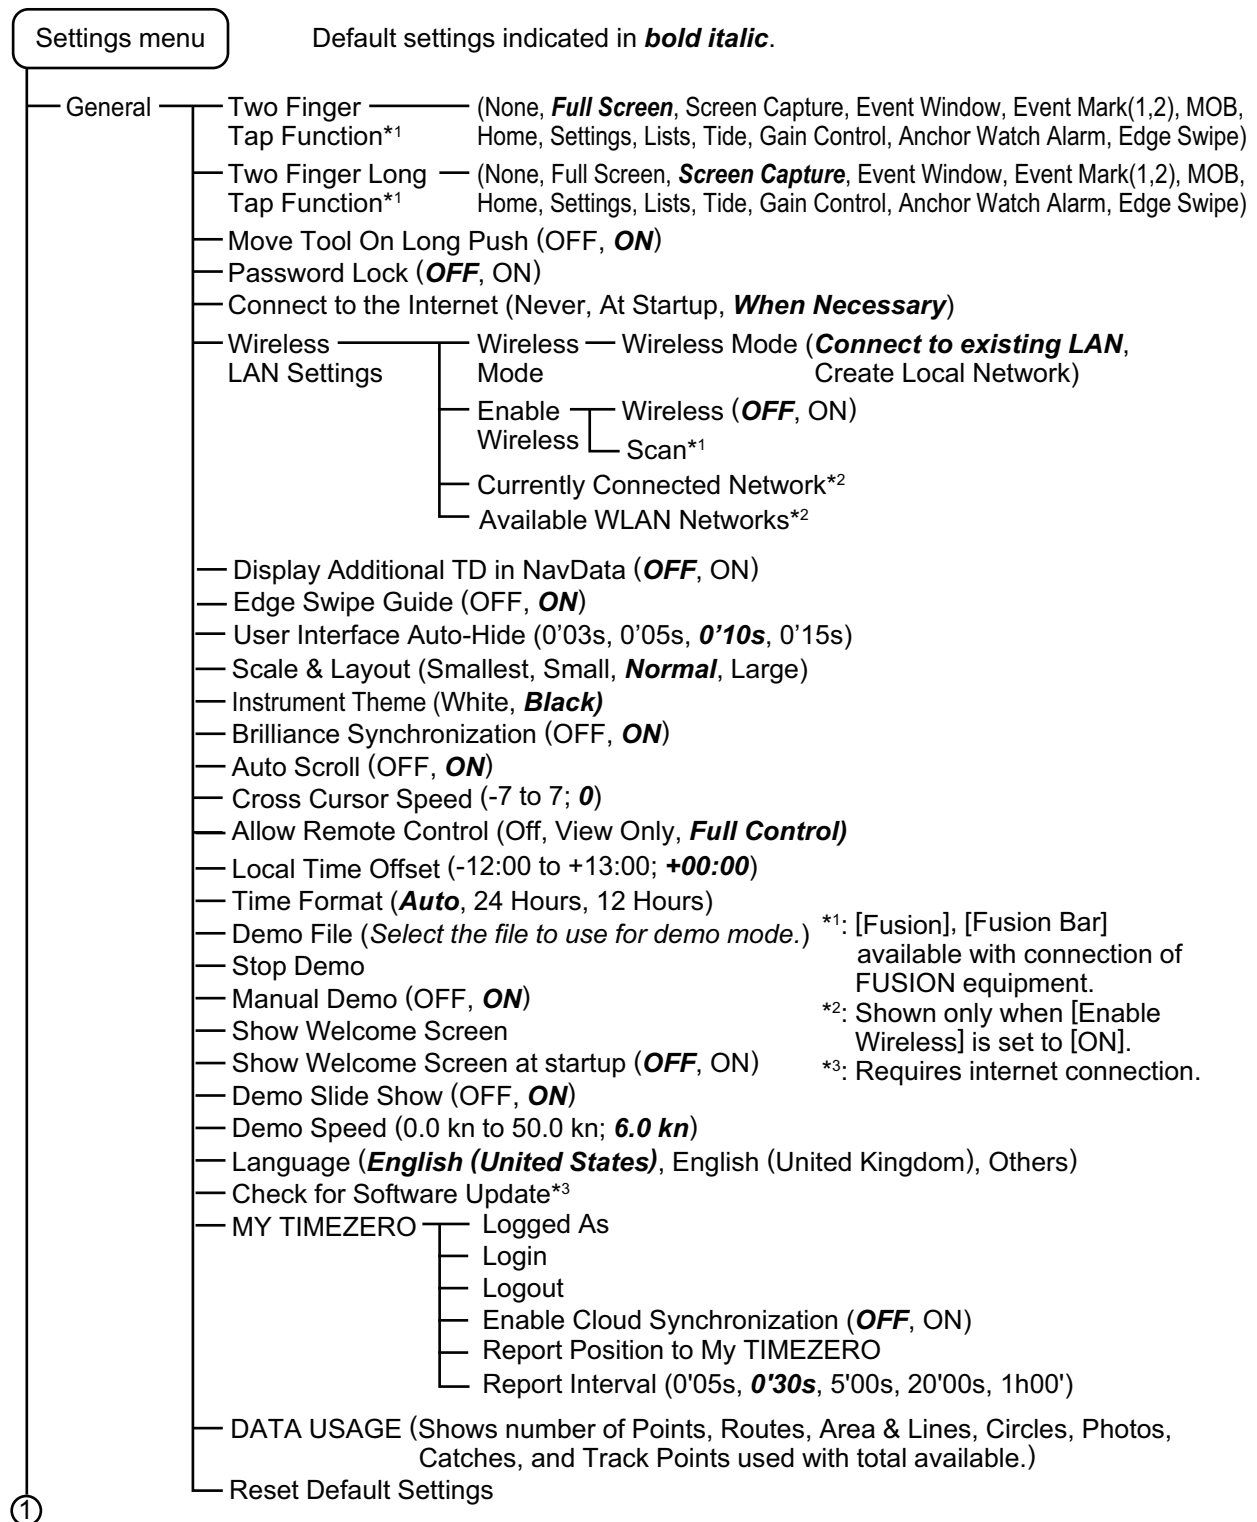 Settings menu Default settings indicated in bold italic.
General Two Finger (None, Full Screen, Screen Capture, Event Window, Event Mark(1,2), MOB,
Tap Function*1 Home, Settings, Lists, Tide, Gain Control, Anchor Watch Alarm, Edge Swipe)
Two Finger Long (None, Full Screen, Screen Capture, Event Window, Event Mark(1,2), MOB,
Tap Function*1 Home, Settings, Lists, Tide, Gain Control, Anchor Watch Alarm, Edge Swipe)
Move Tool On Long Push (OFF, ON)
Password Lock (OFF, ON)
Connect to the Internet (Never, At Startup, When Necessary)
Wireless Wireless Wireless Mode (Connect to existing LAN,
LAN Settings Mode Create Local Network)
Enable Wireless (OFF, ON)
Wireless Scan*1
Currently Connected Network*2
Available WLAN Networks*2
Display Additional TD in NavData (OFF, ON)
Edge Swipe Guide (OFF, ON)
User Interface Auto-Hide (0’03s, 0’05s, 0’10s, 0’15s)
Scale & Layout (Smallest, Small, Normal, Large)
Instrument Theme (White, Black)
Brilliance Synchronization (OFF, ON)
Auto Scroll (OFF, ON)
Cross Cursor Speed (-7 to 7; 0)
Allow Remote Control (Off, View Only, Full Control)
Local Time Offset (-12:00 to +13:00; +00:00)
Time Format (Auto, 24 Hours, 12 Hours)
Demo File (Select the file to use for demo mode.)
Stop Demo
Manual Demo (OFF, ON)
Show Welcome Screen
Show Welcome Screen at startup (OFF, ON)
Demo Slide Show (OFF, ON)
Demo Speed (0.0 kn to 50.0 kn; 6.0 kn)
Language (English (United States), English (United Kingdom), Others)
Check for Software Update*3
*1: [Fusion], [Fusion Bar]
available with connection of
FUSION equipment.
*2: Shown only when [Enable
Wireless] is set to [ON].
*3: Requires internet connection.
MY TIMEZERO Logged As
Login
Logout
Enable Cloud Synchronization (OFF, ON)
Report Position to My TIMEZERO
Report Interval (0'05s, 0'30s, 5'00s, 20'00s, 1h00')
DATA USAGE (Shows number of Points, Routes, Area & Lines, Circles, Photos,
Catches, and Track Points used with total available.)
Reset Default Settings
1